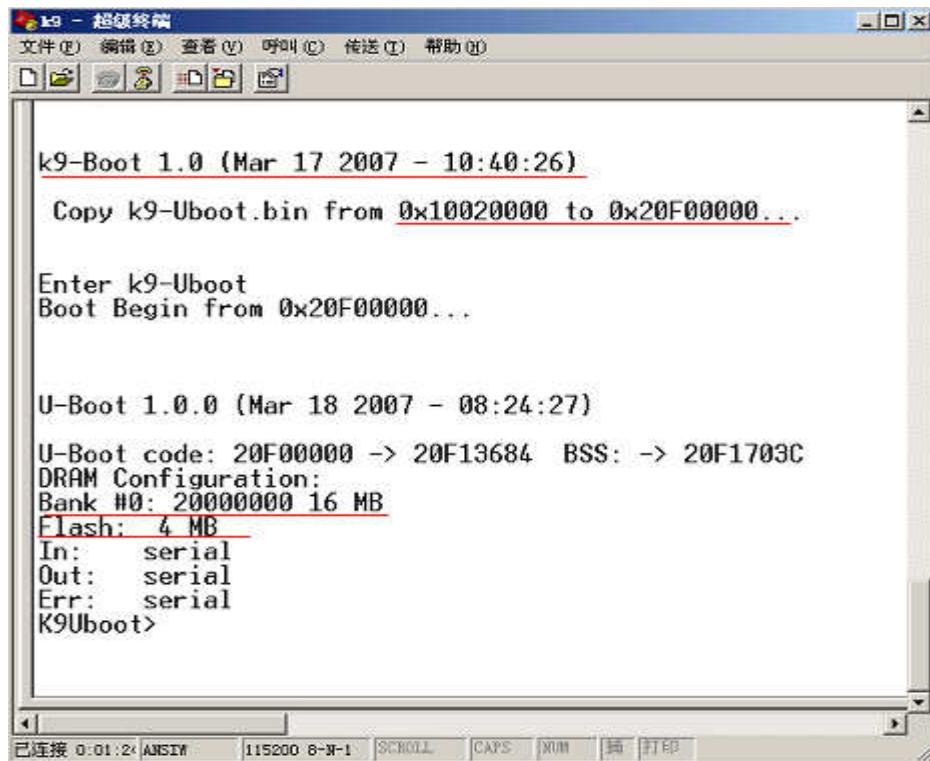 k9 - 超级终端
文件(F) 编辑(E) 查看(V) 呼叫(C) 传送(T) 帮助(H)
k9-Boot 1.0 (Mar 17 2007 - 10:40:26)
Copy k9-Uboot.bin from 0x10020000 to 0x20F00000...
Enter k9-Uboot
Boot Begin from 0x20F00000...
U-Boot 1.0.0 (Mar 18 2007 - 08:24:27)
U-Boot code: 20F00000 -> 20F13684 BSS: -> 20F1703C
DRAM Configuration:
Bank #0: 20000000 16 MB
Flash: 4 MB
In: serial
Out: serial
Err: serial
K9Uboot>
已连接 0:01:2 ANSIW 115200 8-N-1 SCROLL CAPS NUM 捕 打印